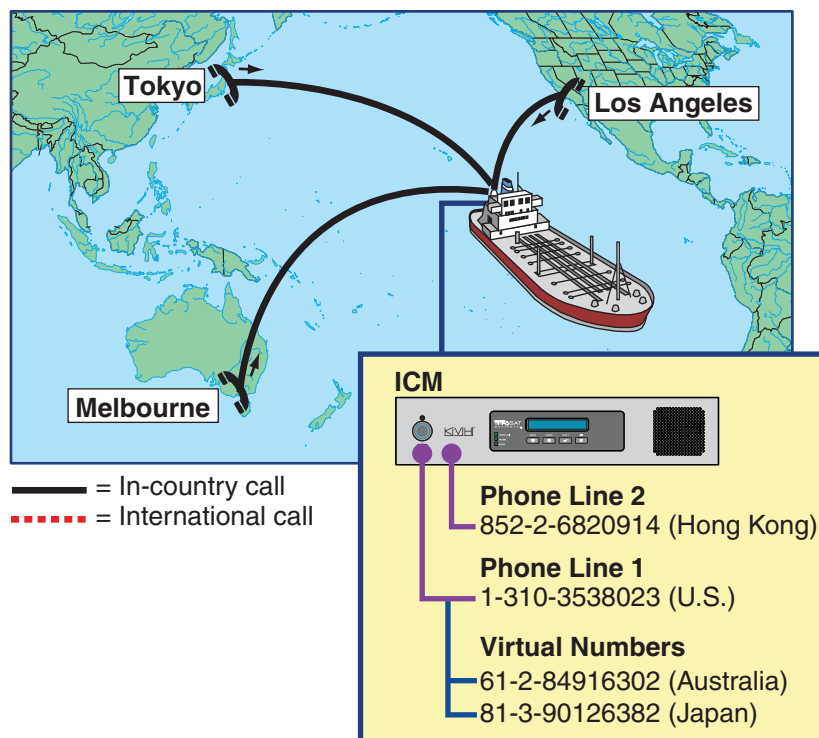 Tokyo
Los Angeles
Melbourne
= In-country call
= International call
ICM
KVH
Phone Line 2
852-2-6820914 (Hong Kong)
Phone Line 1
1-310-3538023 (U.S.)
Virtual Numbers
61-2-84916302 (Australia)
81-3-90126382 (Japan)